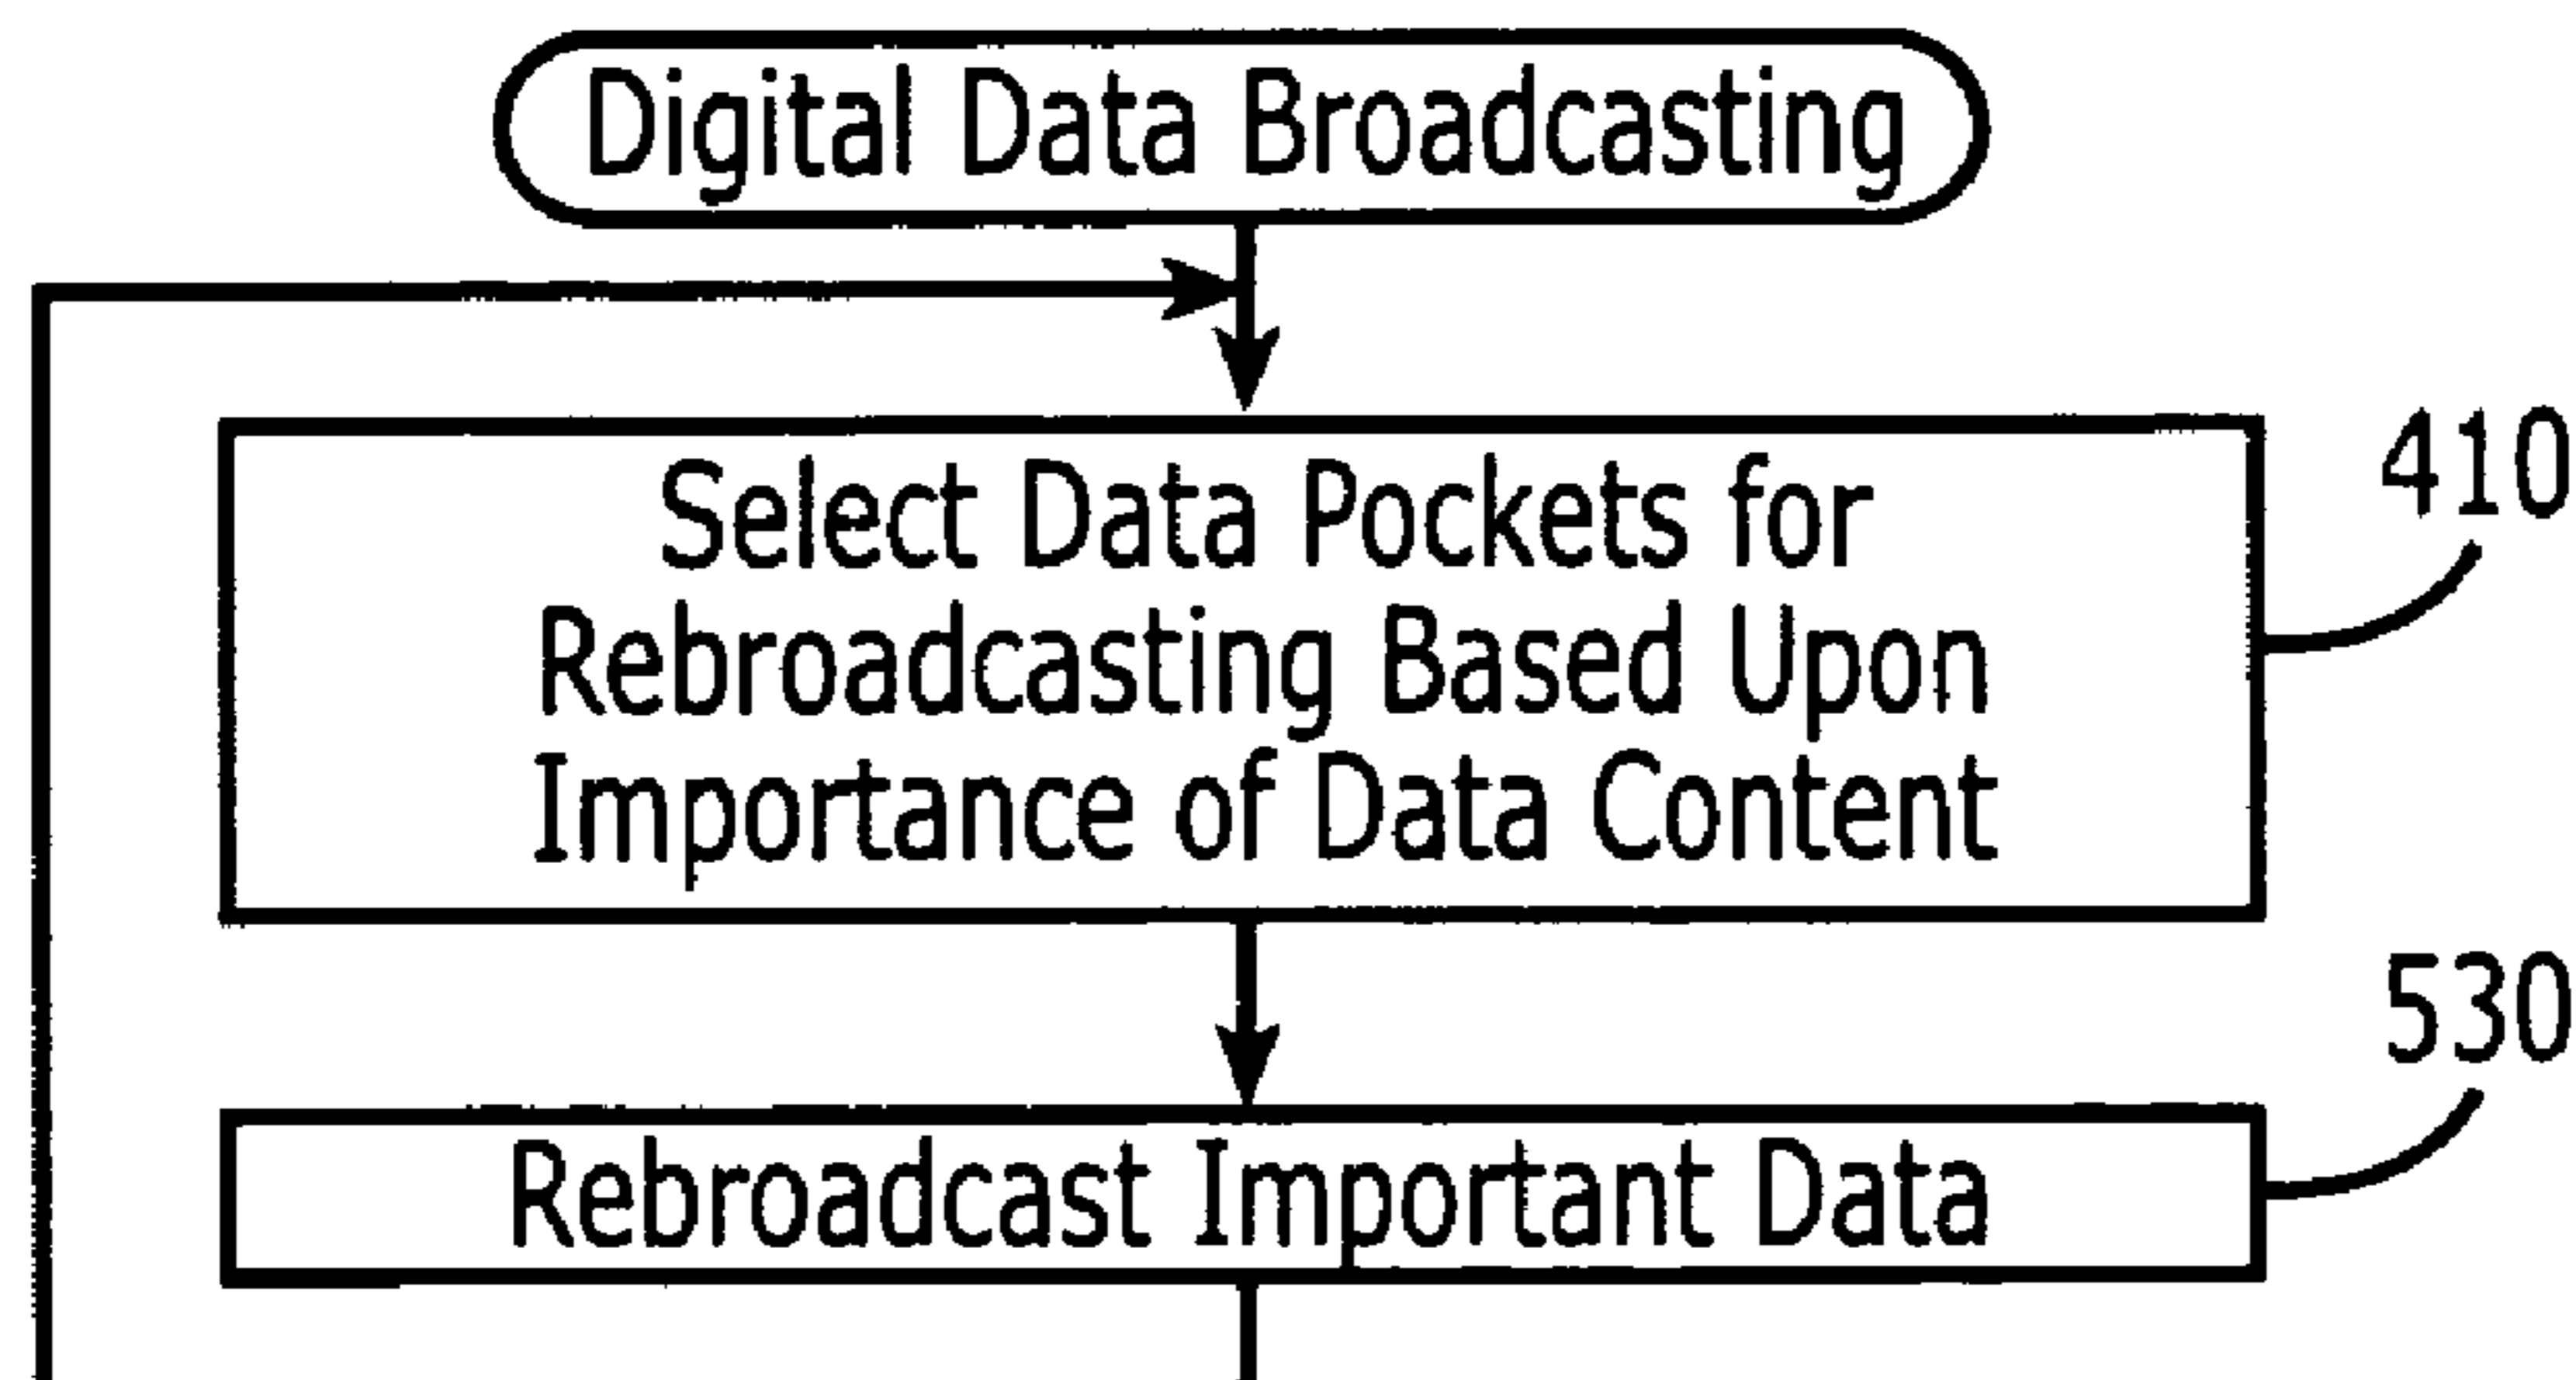 Digital Data Broadcasting
410
Select Data Pockets for
Rebroadcasting Based Upon
Importance of Data Content
530
Rebroadcast Important Data